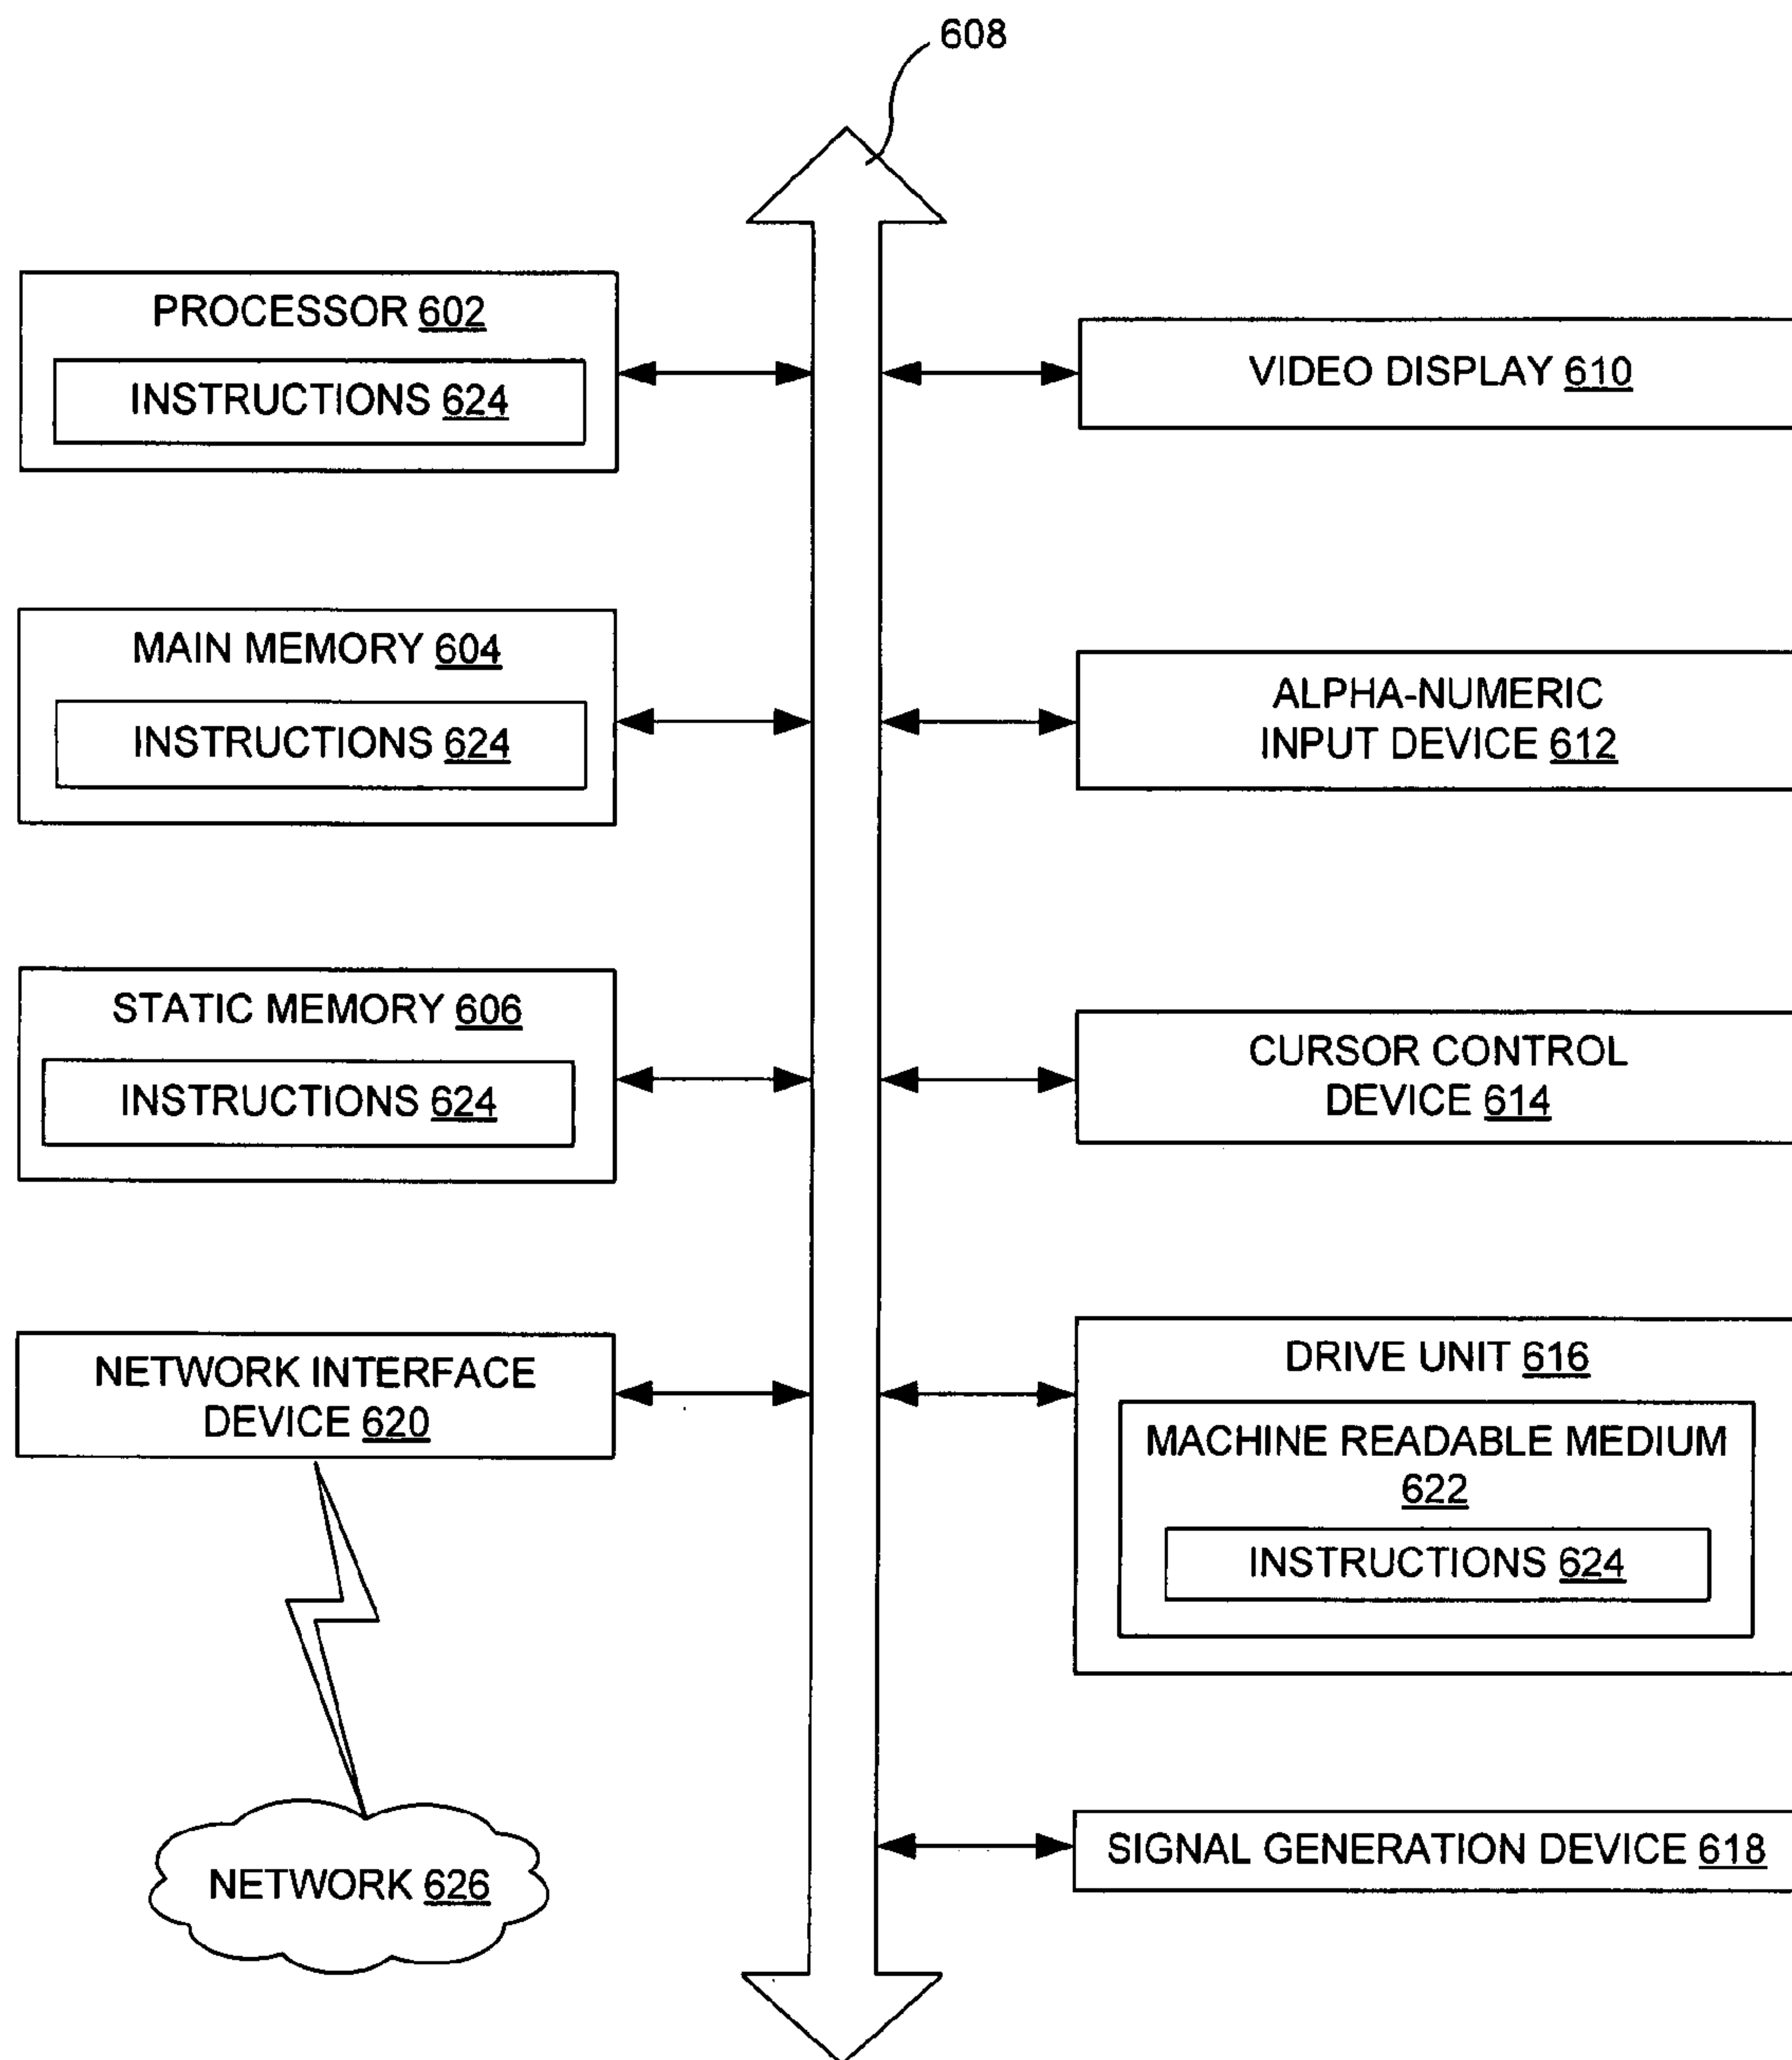 608
PROCESSOR 602
INSTRUCTIONS 624
VIDEO DISPLAY 610
MAIN MEMORY 604
INSTRUCTIONS 624
ALPHA-NUMERIC
INPUT DEVICE 612
STATIC MEMORY 606
INSTRUCTIONS 624
CURSOR CONTROL
DEVICE 614
NETWORK INTERFACE
DEVICE 620
DRIVE UNIT 616
MACHINE READABLE MEDIUM
622
INSTRUCTIONS 624
NETWORK 626
SIGNAL GENERATION DEVICE 618